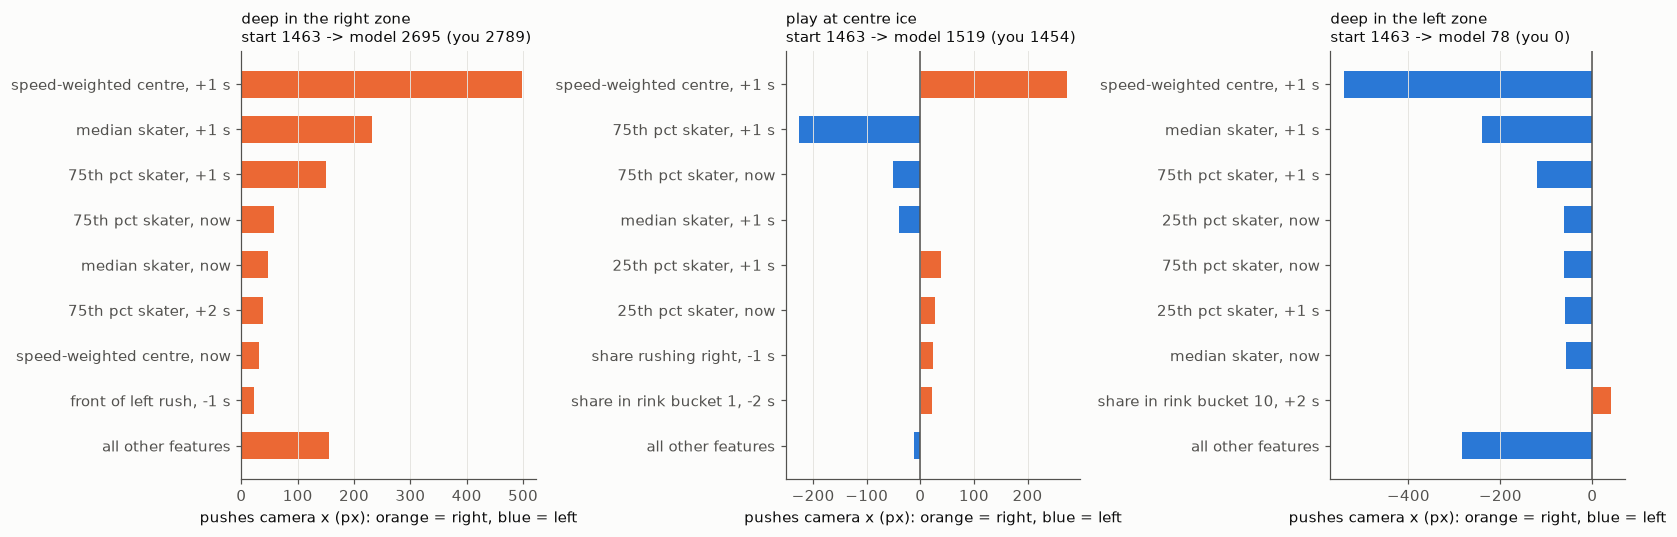 deep in the right zone
start 1463 -> model 2695 (you 2789)
speed-weighted centre, +1 s
median skater, +1 s
75th pct skater, +1 s
75th pct skater, now
median skater, now
75th pct skater, +2 s
speed-weighted centre, now
front of left rush, -1 s
all other features
0 100 200 300 400 500
pushes camera x (px): orange = right, blue = left
play at centre ice
start 1463 -> model 1519 (you 1454)
speed-weighted centre, +1 s
75th pct skater, +1 s
75th pct skater, now
median skater, +1 s
25th pct skater, +1 s
25th pct skater, now
share rushing right, -1 s
share in rink bucket 1, -2 s
all other features
−200 −100 0 100 200
pushes camera x (px): orange = right, blue = left
deep in the left zone
start 1463 -> model 78 (you 0)
speed-weighted centre, +1 s
median skater, +1 s
75th pct skater, +1 s
25th pct skater, now
75th pct skater, now
25th pct skater, +1 s
median skater, now
share in rink bucket 10, +2 s
all other features
−400 −200 0
pushes camera x (px): orange = right, blue = left